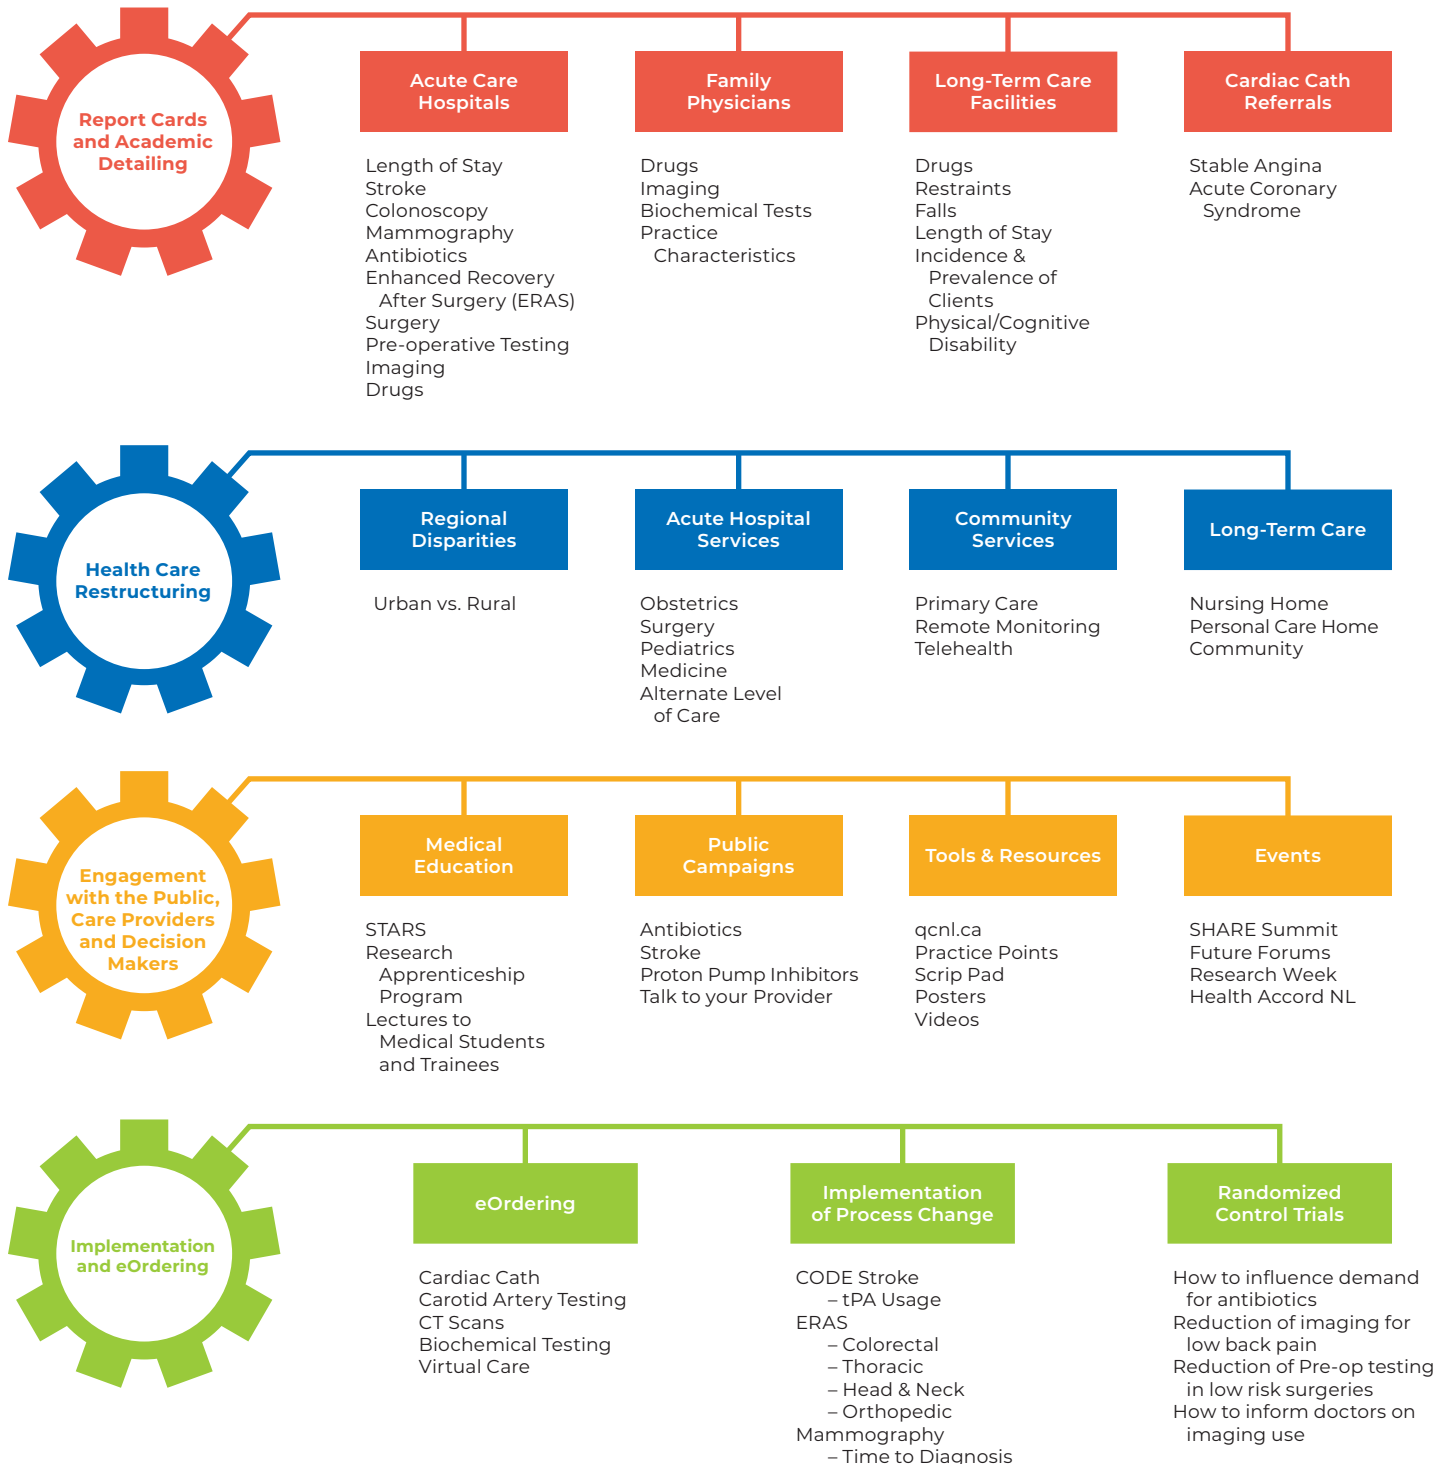 Report Cards
and Academic
Detailing
Acute Care
Hospitals
Length of Stay
Stroke
Colonoscopy
Mammography
Antibiotics
Enhanced Recovery
After Surgery (ERAS)
Surgery
Pre-operative Testing
Imaging
Drugs
Family
Physicians
Drugs
Imaging
Biochemical Tests
Practice
Characteristics
Long-Term Care
Facilities
Drugs
Restraints
Falls
Length of Stay
Incidence &
Prevalence of
Clients
Physical/Cognitive
Disability
Cardiac Cath
Referrals
Stable Angina
Acute Coronary
Syndrome
Health Care
Restructuring
Regional
Disparities
Urban vs. Rural
Acute Hospital
Services
Obstetrics
Surgery
Pediatrics
Medicine
Alternate Level
of Care
Community
Services
Primary Care
Remote Monitoring
Telehealth
Long-Term Care
Nursing Home
Personal Care Home
Community
Engagement
with the Public,
Care Providers
and Decision
Makers
Medical
Education
STARS
Research
Apprenticeship
Program
Lectures to
Medical Students
and Trainees
Public
Campaigns
Antibiotics
Stroke
Proton Pump Inhibitors
Talk to your Provider
Tools & Resources
qcnl.ca
Practice Points
Scrip Pad
Posters
Videos
Events
SHARE Summit
Future Forums
Research Week
Health Accord NL
Implementation
and eOrdering
eOrdering
Cardiac Cath
Carotid Artery Testing
CT Scans
Biochemical Testing
Virtual Care
Implementation
of Process Change
CODE Stroke
– tPA Usage
ERAS
– Colorectal
– Thoracic
– Head & Neck
– Orthopedic
Mammography
– Time to Diagnosis
Randomized
Control Trials
How to influence demand
for antibiotics
Reduction of imaging for
low back pain
Reduction of Pre-op testing
in low risk surgeries
How to inform doctors on
imaging use